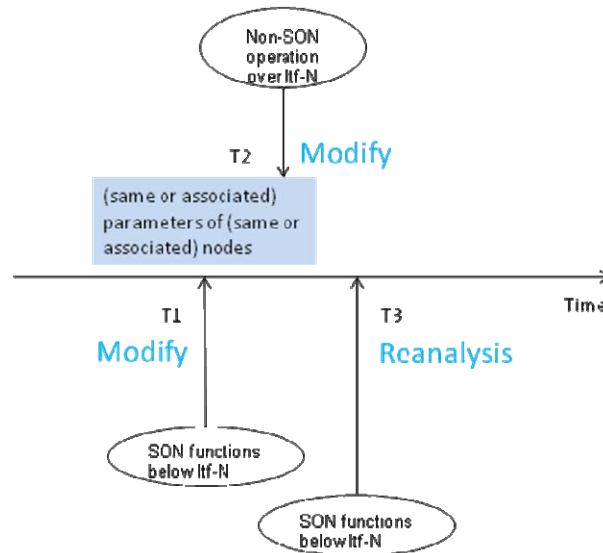 Non-SON
operation
over Itf-N
T2
Modify
(same or associated)
parameters of (same or
associated) nodes
Time
T1
Modify
T3
Reanalysis
SON functions
below Itf-N
SON functions
below Itf-N